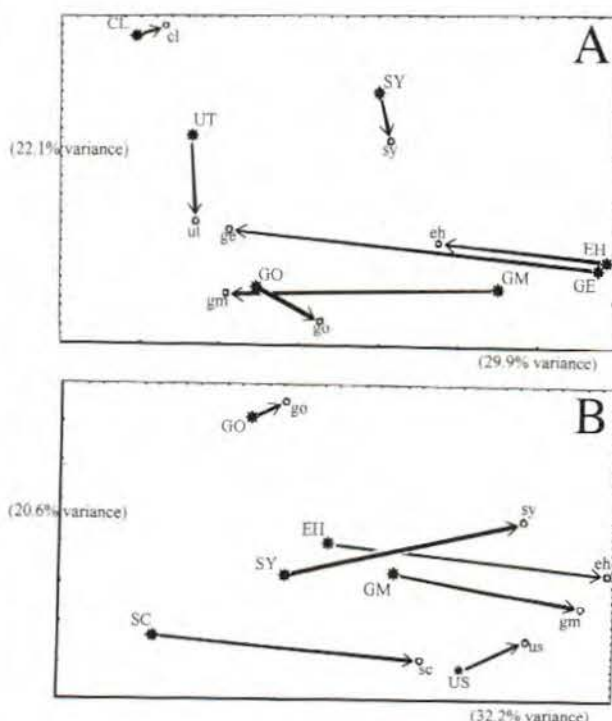 A
CL
cl
SY
UT
(22.1% variance)
sy
ul
ge
eh
EH
GE
GO
GM
gm
go
(29.9% variance)
B
go
GO
sy
(20.6% variance)
EH
SY
GM
eh
gm
SC
us
sc
US
(32.2% variance)